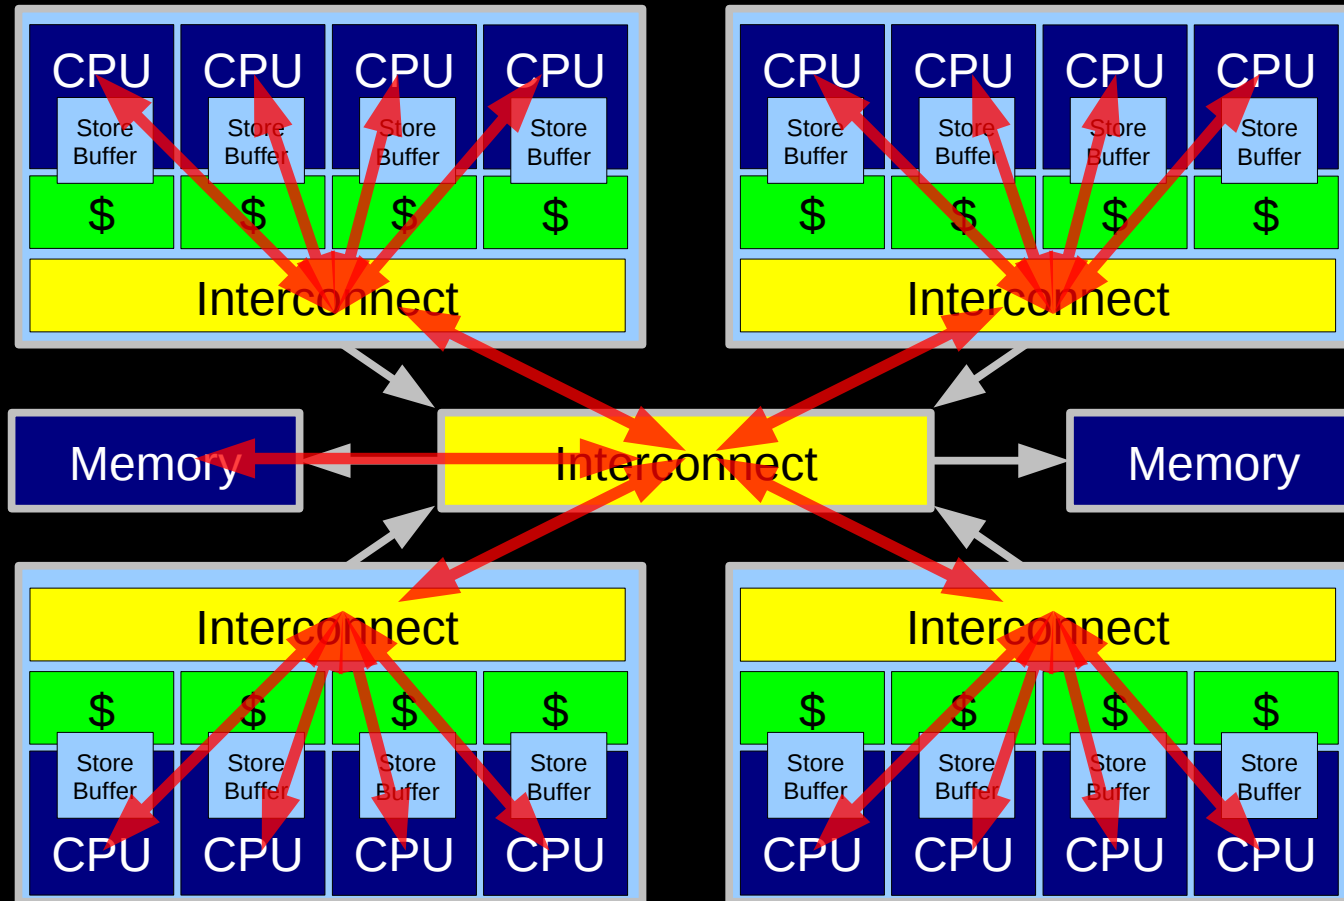 CPU CPU CPU CPU
Store Buffer Store Buffer Store Buffer Store Buffer
$ $ $ $
Interconnect
CPU CPU CPU CPU
Store Buffer Store Buffer Store Buffer Store Buffer
$ $ $ $
Interconnect
Memory
Interconnect
Memory
Interconnect
$ $ $ $
Store Buffer Store Buffer Store Buffer Store Buffer
CPU CPU CPU CPU
Interconnect
$ $ $ $
Store Buffer Store Buffer Store Buffer Store Buffer
CPU CPU CPU CPU